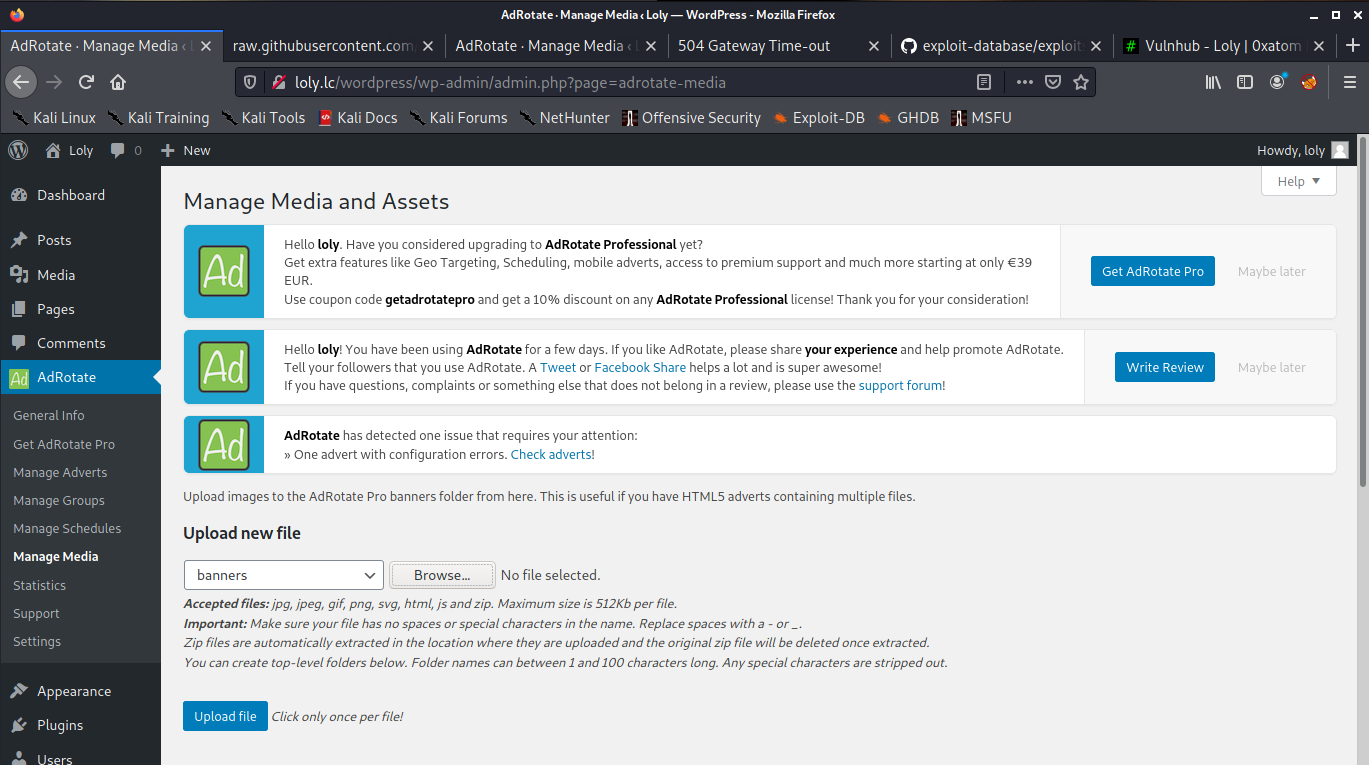 AdRotate · Manage Media ‹ Loly — WordPress - Mozilla Firefox
AdRotate · Manage Media ‹ L
raw.githubusercontent.com
AdRotate · Manage Media ‹ L
504 Gateway Time-out
exploit-database/exploit
Vulnhub - Loly | 0xatom
loly.lc/wordpress/wp-admin/admin.php?page=adrotate-media
Kali Linux Kali Training Kali Tools Kali Docs Kali Forums NetHunter Offensive Security Exploit-DB GHDB MSFU
Loly 0 New Howdy, loly
Help
Dashboard
Posts
Media
Pages
Comments
Ad AdRotate
General Info
Get AdRotate Pro
Manage Adverts
Manage Groups
Manage Schedules
Manage Media
Statistics
Support
Settings
Appearance
Plugins
Users
Manage Media and Assets
Ad
Hello loly. Have you considered upgrading to AdRotate Professional yet?
Get extra features like Geo Targeting, Scheduling, mobile adverts, access to premium support and much more starting at only €39
EUR.
Use coupon code getadrotatepro and get a 10% discount on any AdRotate Professional license! Thank you for your consideration!
Get AdRotate Pro Maybe later
Ad
Hello loly! You have been using AdRotate for a few days. If you like AdRotate, please share your experience and help promote AdRotate.
Tell your followers that you use AdRotate. A Tweet or Facebook Share helps a lot and is super awesome!
If you have questions, complaints or something else that does not belong in a review, please use the support forum!
Write Review Maybe later
Ad
AdRotate has detected one issue that requires your attention:
» One advert with configuration errors. Check adverts!
Upload images to the AdRotate Pro banners folder from here. This is useful if you have HTML5 adverts containing multiple files.
Upload new file
banners Browse... No file selected.
Accepted files: jpg, jpeg, gif, png, svg, html, js and zip. Maximum size is 512Kb per file.
Important: Make sure your file has no spaces or special characters in the name. Replace spaces with a - or _.
Zip files are automatically extracted in the location where they are uploaded and the original zip file will be deleted once extracted.
You can create top-level folders below. Folder names can between 1 and 100 characters long. Any special characters are stripped out.
Upload file Click only once per file!